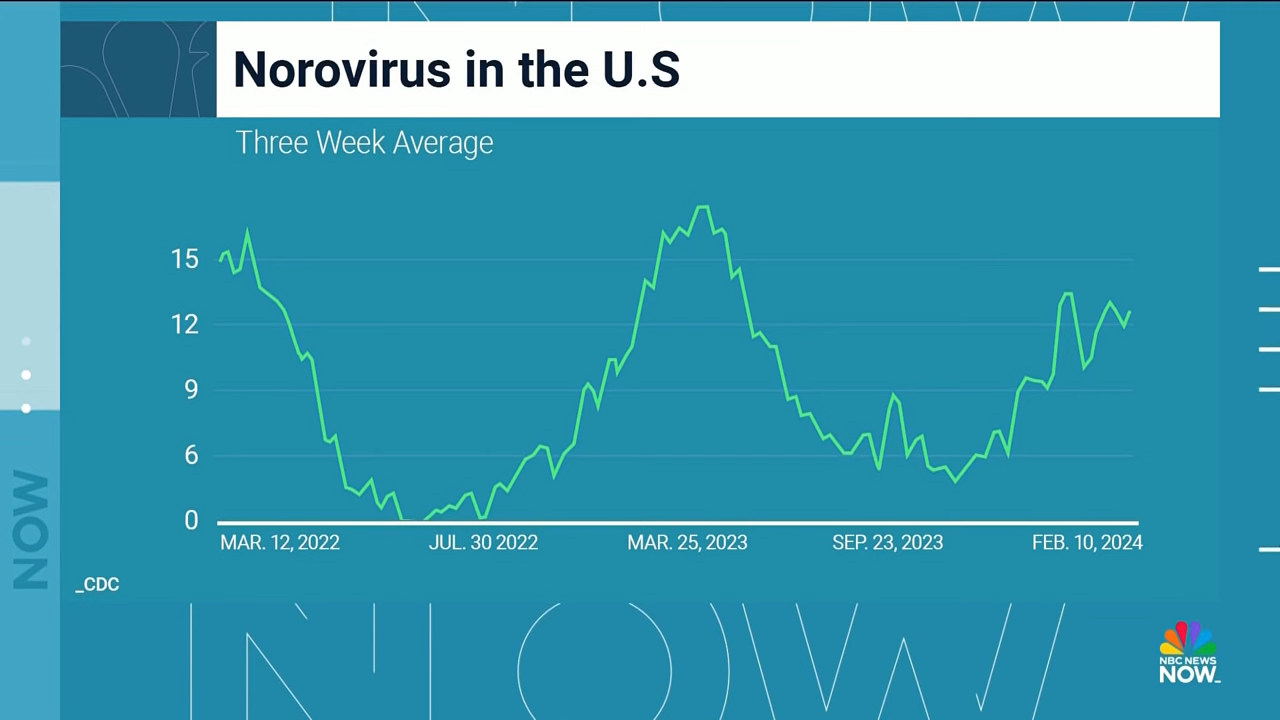 Norovirus in the U.S
Three Week Average
15
12
9
6
0
MAR. 12, 2022 JUL. 30 2022 MAR. 25, 2023 SEP. 23, 2023 FEB. 10, 2024
_CDC
NOW
NOW
NBC NEWS
NOW_